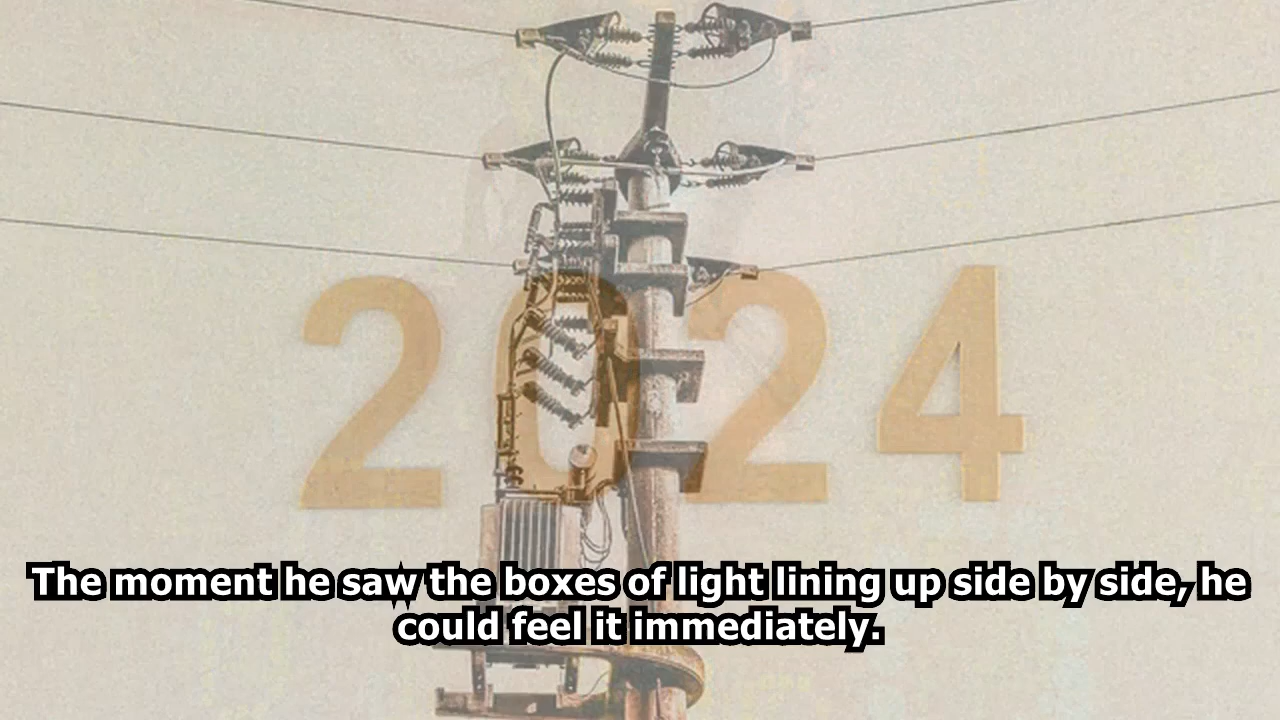 2024
The moment he saw the boxes of light lining up side by side, he
could feel it immediately.